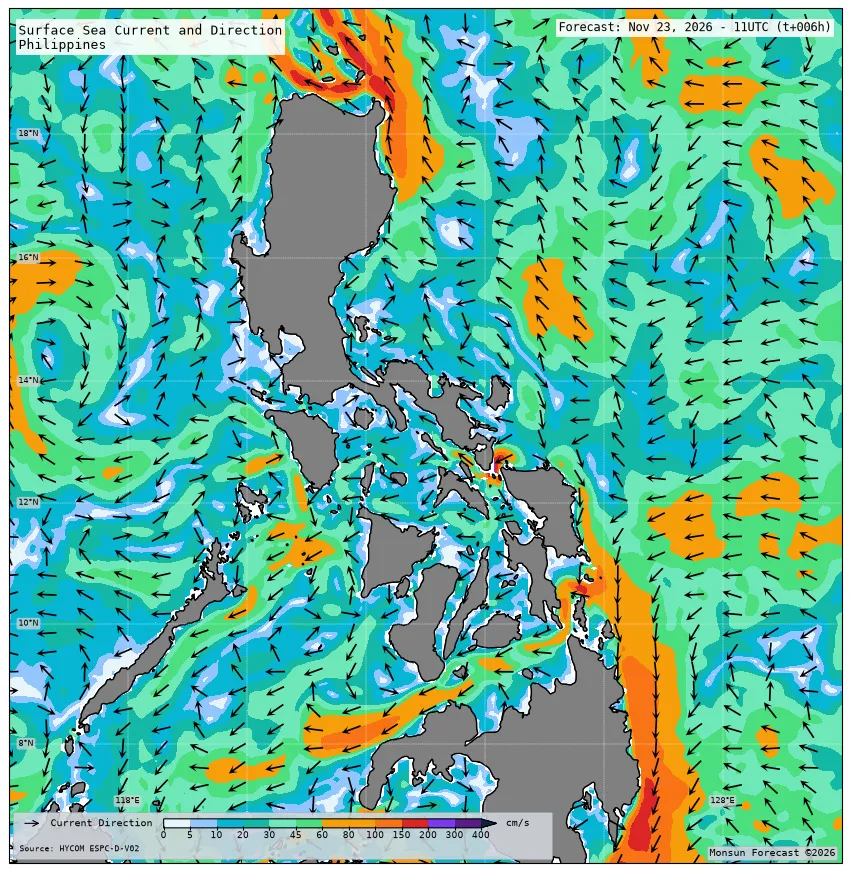 Surface Sea Current and Direction
Philippines
Forecast: Nov 23, 2026 - 11UTC (t+006h)
18°N
16°N
14°N
12°N
10°N
8°N
118°E
128°E
Current Direction
0 5 10 20 30 45 60 80 100 150 200 300 400
cm/s
Source: HYCOM ESPC-D-V02
Monsun Forecast ©2026